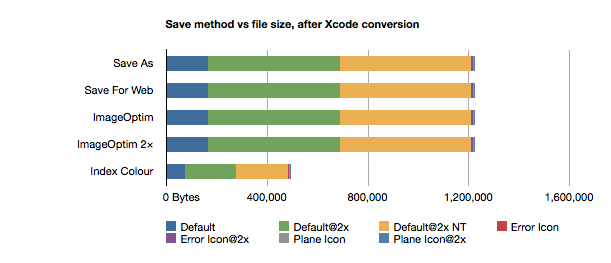 Save method vs file size, after Xcode conversion
Save As
Save For Web
ImageOptim
ImageOptim 2×
Index Colour
0 Bytes 400,000 800,000 1,200,000 1,600,000
Default Default@2x Default@2x NT Error Icon
Error Icon@2x Plane Icon Plane Icon@2x